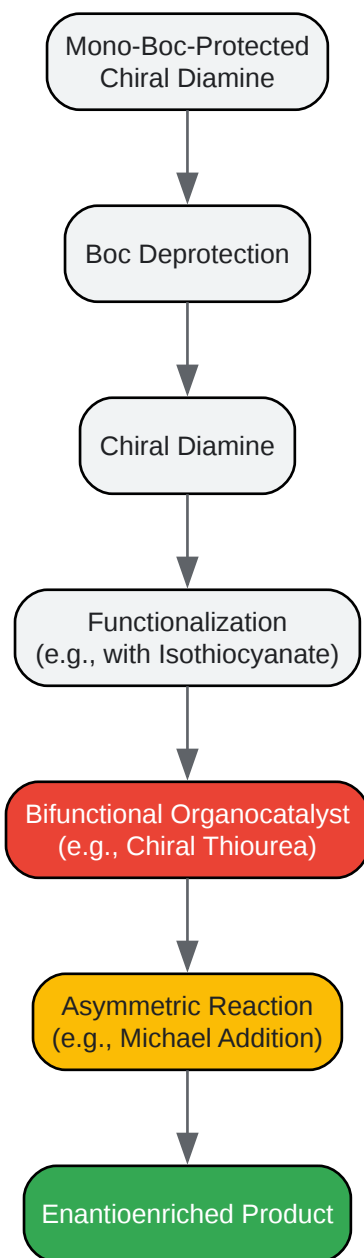 Mono-Boc-Protected
Chiral Diamine
Boc Deprotection
Chiral Diamine
Functionalization
(e.g., with Isothiocyanate)
Bifunctional Organocatalyst
(e.g., Chiral Thiourea)
Asymmetric Reaction
(e.g., Michael Addition)
Enantioenriched Product